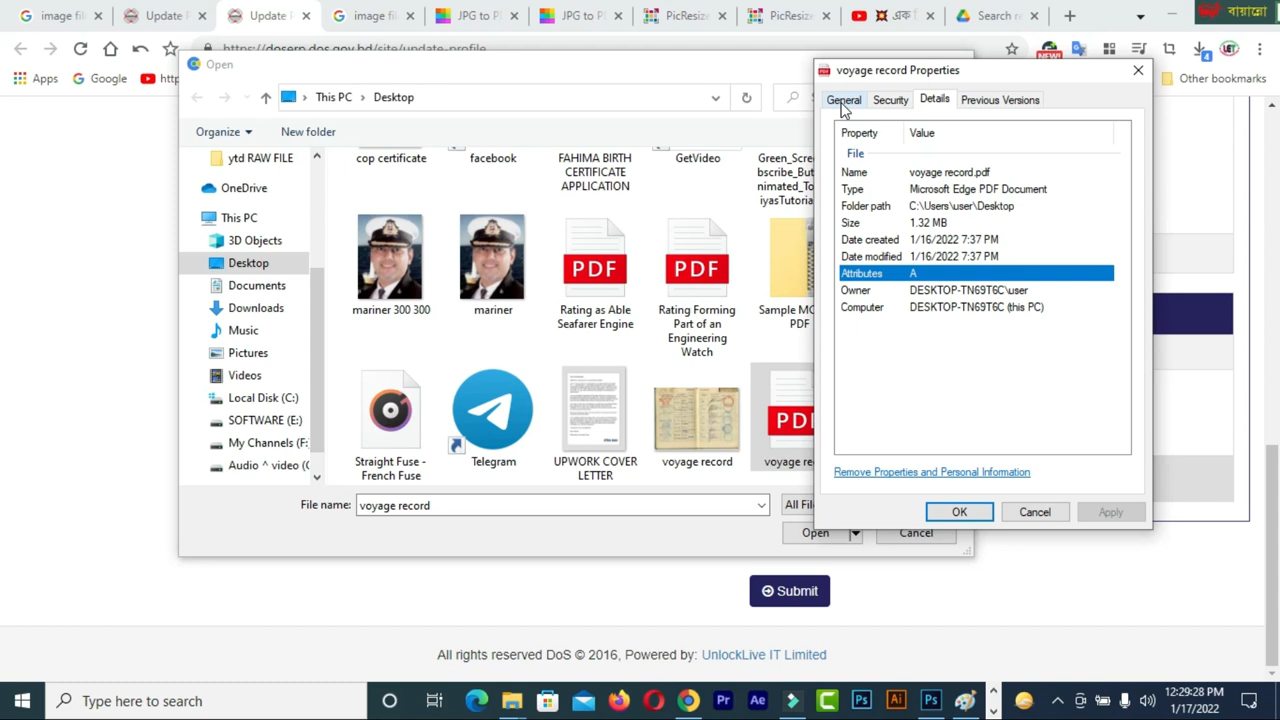 image file
Update P
Update P
image file
JPG to P
JPG to P
PicResize
PicResize
Search re
বায়ান্নো
https://doserp.dos.gov.bd/site/update-profile
NEW!
4
Apps
Google
Other bookmarks
Open
This PC
Desktop
Organize
New folder
ytd RAW FILE
OneDrive
This PC
3D Objects
Desktop
Documents
Downloads
Music
Pictures
Videos
Local Disk (C:)
SOFTWARE (E:)
My Channels (F:
Audio ^ video (
cop certificate
facebook
FAHIMA BIRTH
CERTIFICATE
APPLICATION
GetVideo
Green_Scree
bscribe_Butt
nimated_To
iyasTutoria
mariner 300 300
mariner
PDF
Rating as Able
Seafarer Engine
PDF
Rating Forming
Part of an
Engineering
Watch
Sample MC
PDF
Straight Fuse -
French Fuse
Telegram
UPWORK COVER
LETTER
voyage record
PDF
voyage rec
File name:
voyage record
All Fil
Open
Cancel
voyage record Properties
General
Security
Details
Previous Versions
Property
Value
File
Name
voyage record.pdf
Type
Microsoft Edge PDF Document
Folder path
C:\Users\user\Desktop
Size
1.32 MB
Date created
1/16/2022 7:37 PM
Date modified
1/16/2022 7:37 PM
Attributes
A
Owner
DESKTOP-TN69T6C\user
Computer
DESKTOP-TN69T6C (this PC)
Remove Properties and Personal Information
OK
Cancel
Apply
Submit
All rights reserved DoS © 2016, Powered by: UnlockLive IT Limited
Type here to search
12:29:28 PM
1/17/2022